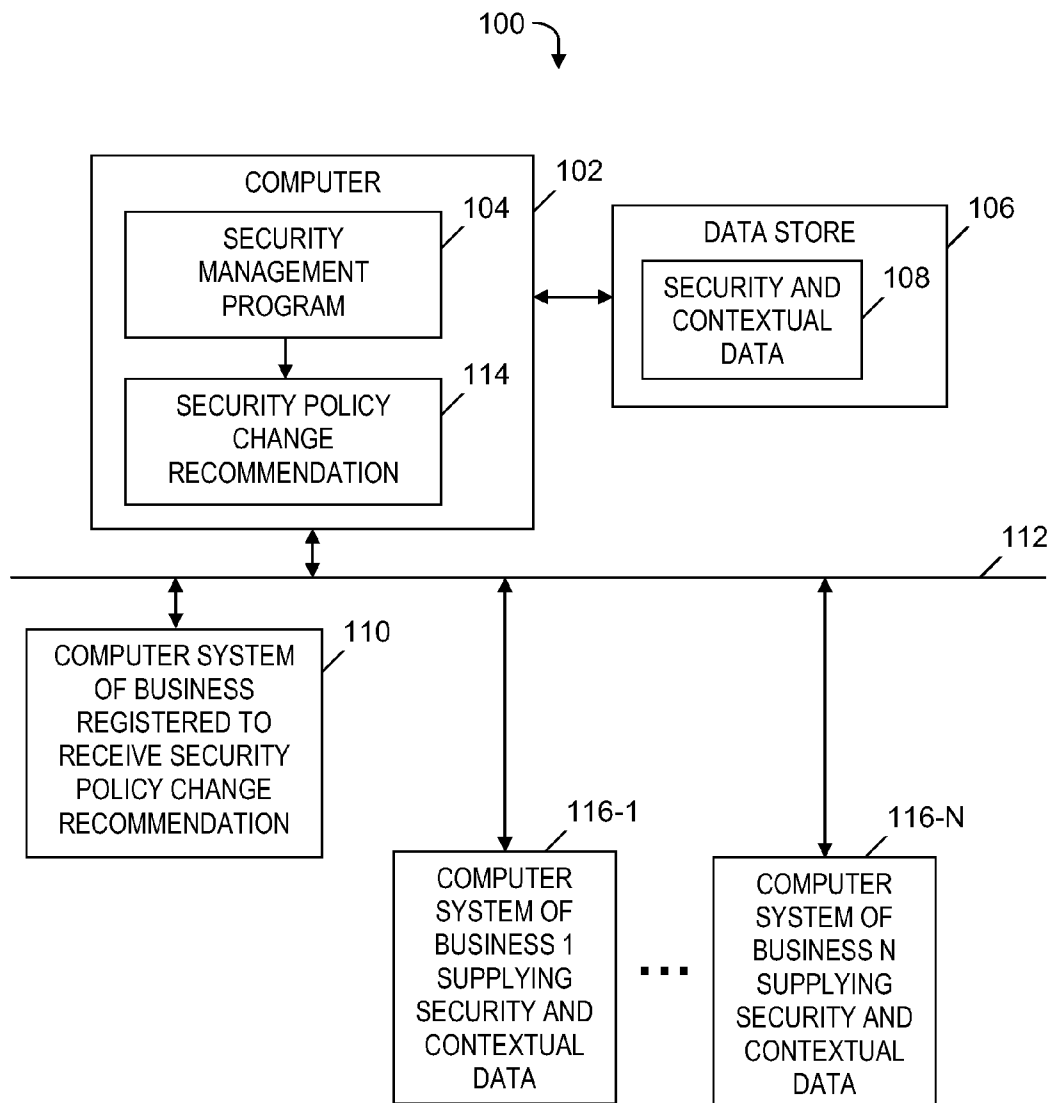 100
COMPUTER
102
104
SECURITY
MANAGEMENT
PROGRAM
114
SECURITY POLICY
CHANGE
RECOMMENDATION
106
DATA STORE
108
SECURITY AND
CONTEXTUAL
DATA
112
110
COMPUTER SYSTEM
OF BUSINESS
REGISTERED TO
RECEIVE SECURITY
POLICY CHANGE
RECOMMENDATION
116-1
COMPUTER
SYSTEM OF
BUSINESS 1
SUPPLYING
SECURITY AND
CONTEXTUAL
DATA
...
116-N
COMPUTER
SYSTEM OF
BUSINESS N
SUPPLYING
SECURITY AND
CONTEXTUAL
DATA